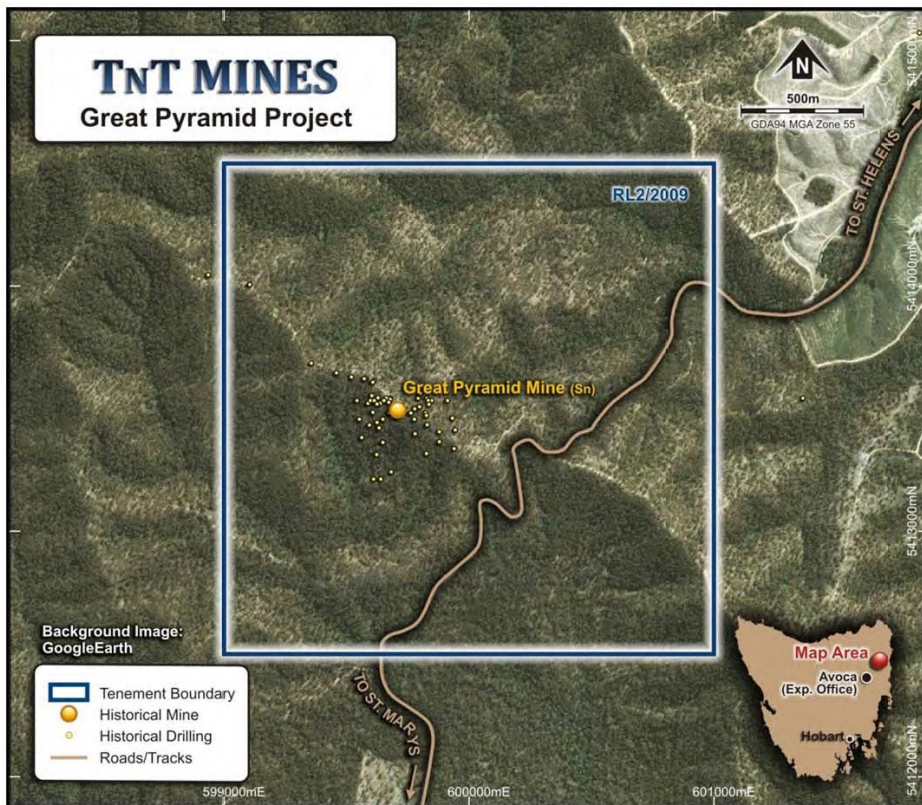 TNT MINES
Great Pyramid Project
N
500m
GDA94 MGA Zone 55
5415000mN
TO ST. HELENS
RL2/2009
5414000mN
Great Pyramid Mine (Sn)
5413000mN
Background Image:
GoogleEarth
Tenement Boundary
Historical Mine
Historical Drilling
Roads/Tracks
TO ST. MARYS
Map Area
Avoca
(Exp. Office)
Hobart
5412000mN
599000mE
600000mE
601000mE